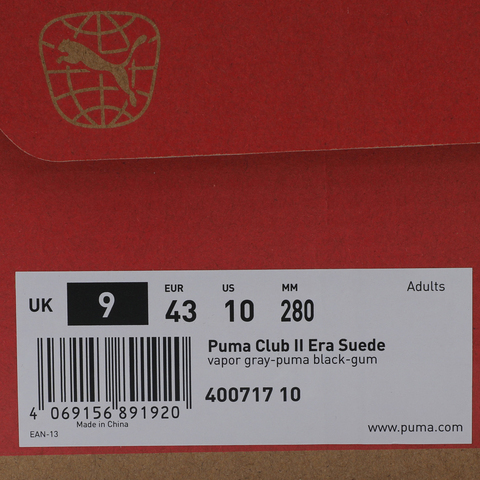 UK 9 EUR 43 US 10 MM 280 Adults
Puma Club II Era Suede
vapor gray-puma black-gum
400717 10
4 069156 891920
Made in China
EAN-13
www.puma.com